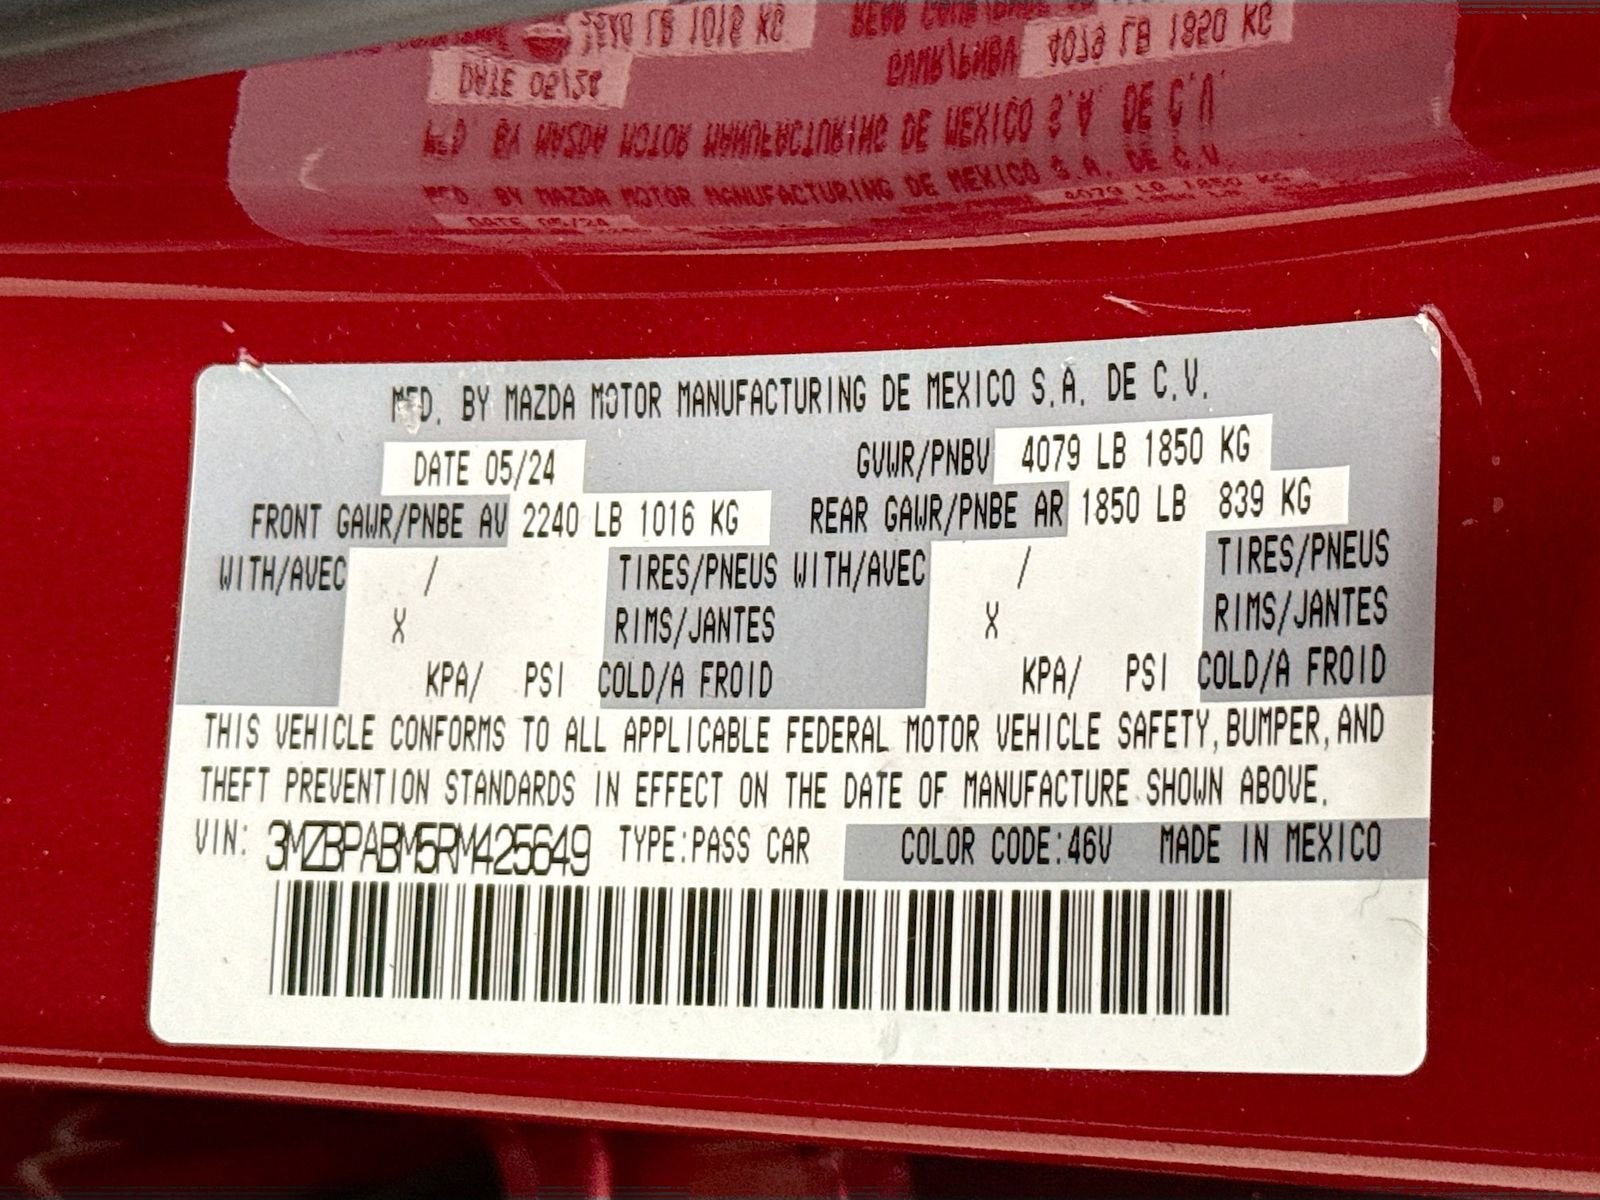 MFD. BY MAZDA MOTOR MANUFACTURING DE MEXICO S.A. DE C.V.
DATE 05/24 GVWR/PNBV 4079 LB 1850 KG
FRONT GAWR/PNBE AV 2240 LB 1016 KG REAR GAWR/PNBE AR 1850 LB 839 KG
WITH/AVEC / TIRES/PNEUS WITH/AVEC / TIRES/PNEUS
X RIMS/JANTES X RIMS/JANTES
KPA/ PSI COLD/A FROID KPA/ PSI COLD/A FROID
THIS VEHICLE CONFORMS TO ALL APPLICABLE FEDERAL MOTOR VEHICLE SAFETY, BUMPER, AND
THEFT PREVENTION STANDARDS IN EFFECT ON THE DATE OF MANUFACTURE SHOWN ABOVE.
VIN: 3MZBPABM5RM425649 TYPE:PASS CAR COLOR CODE:46V MADE IN MEXICO